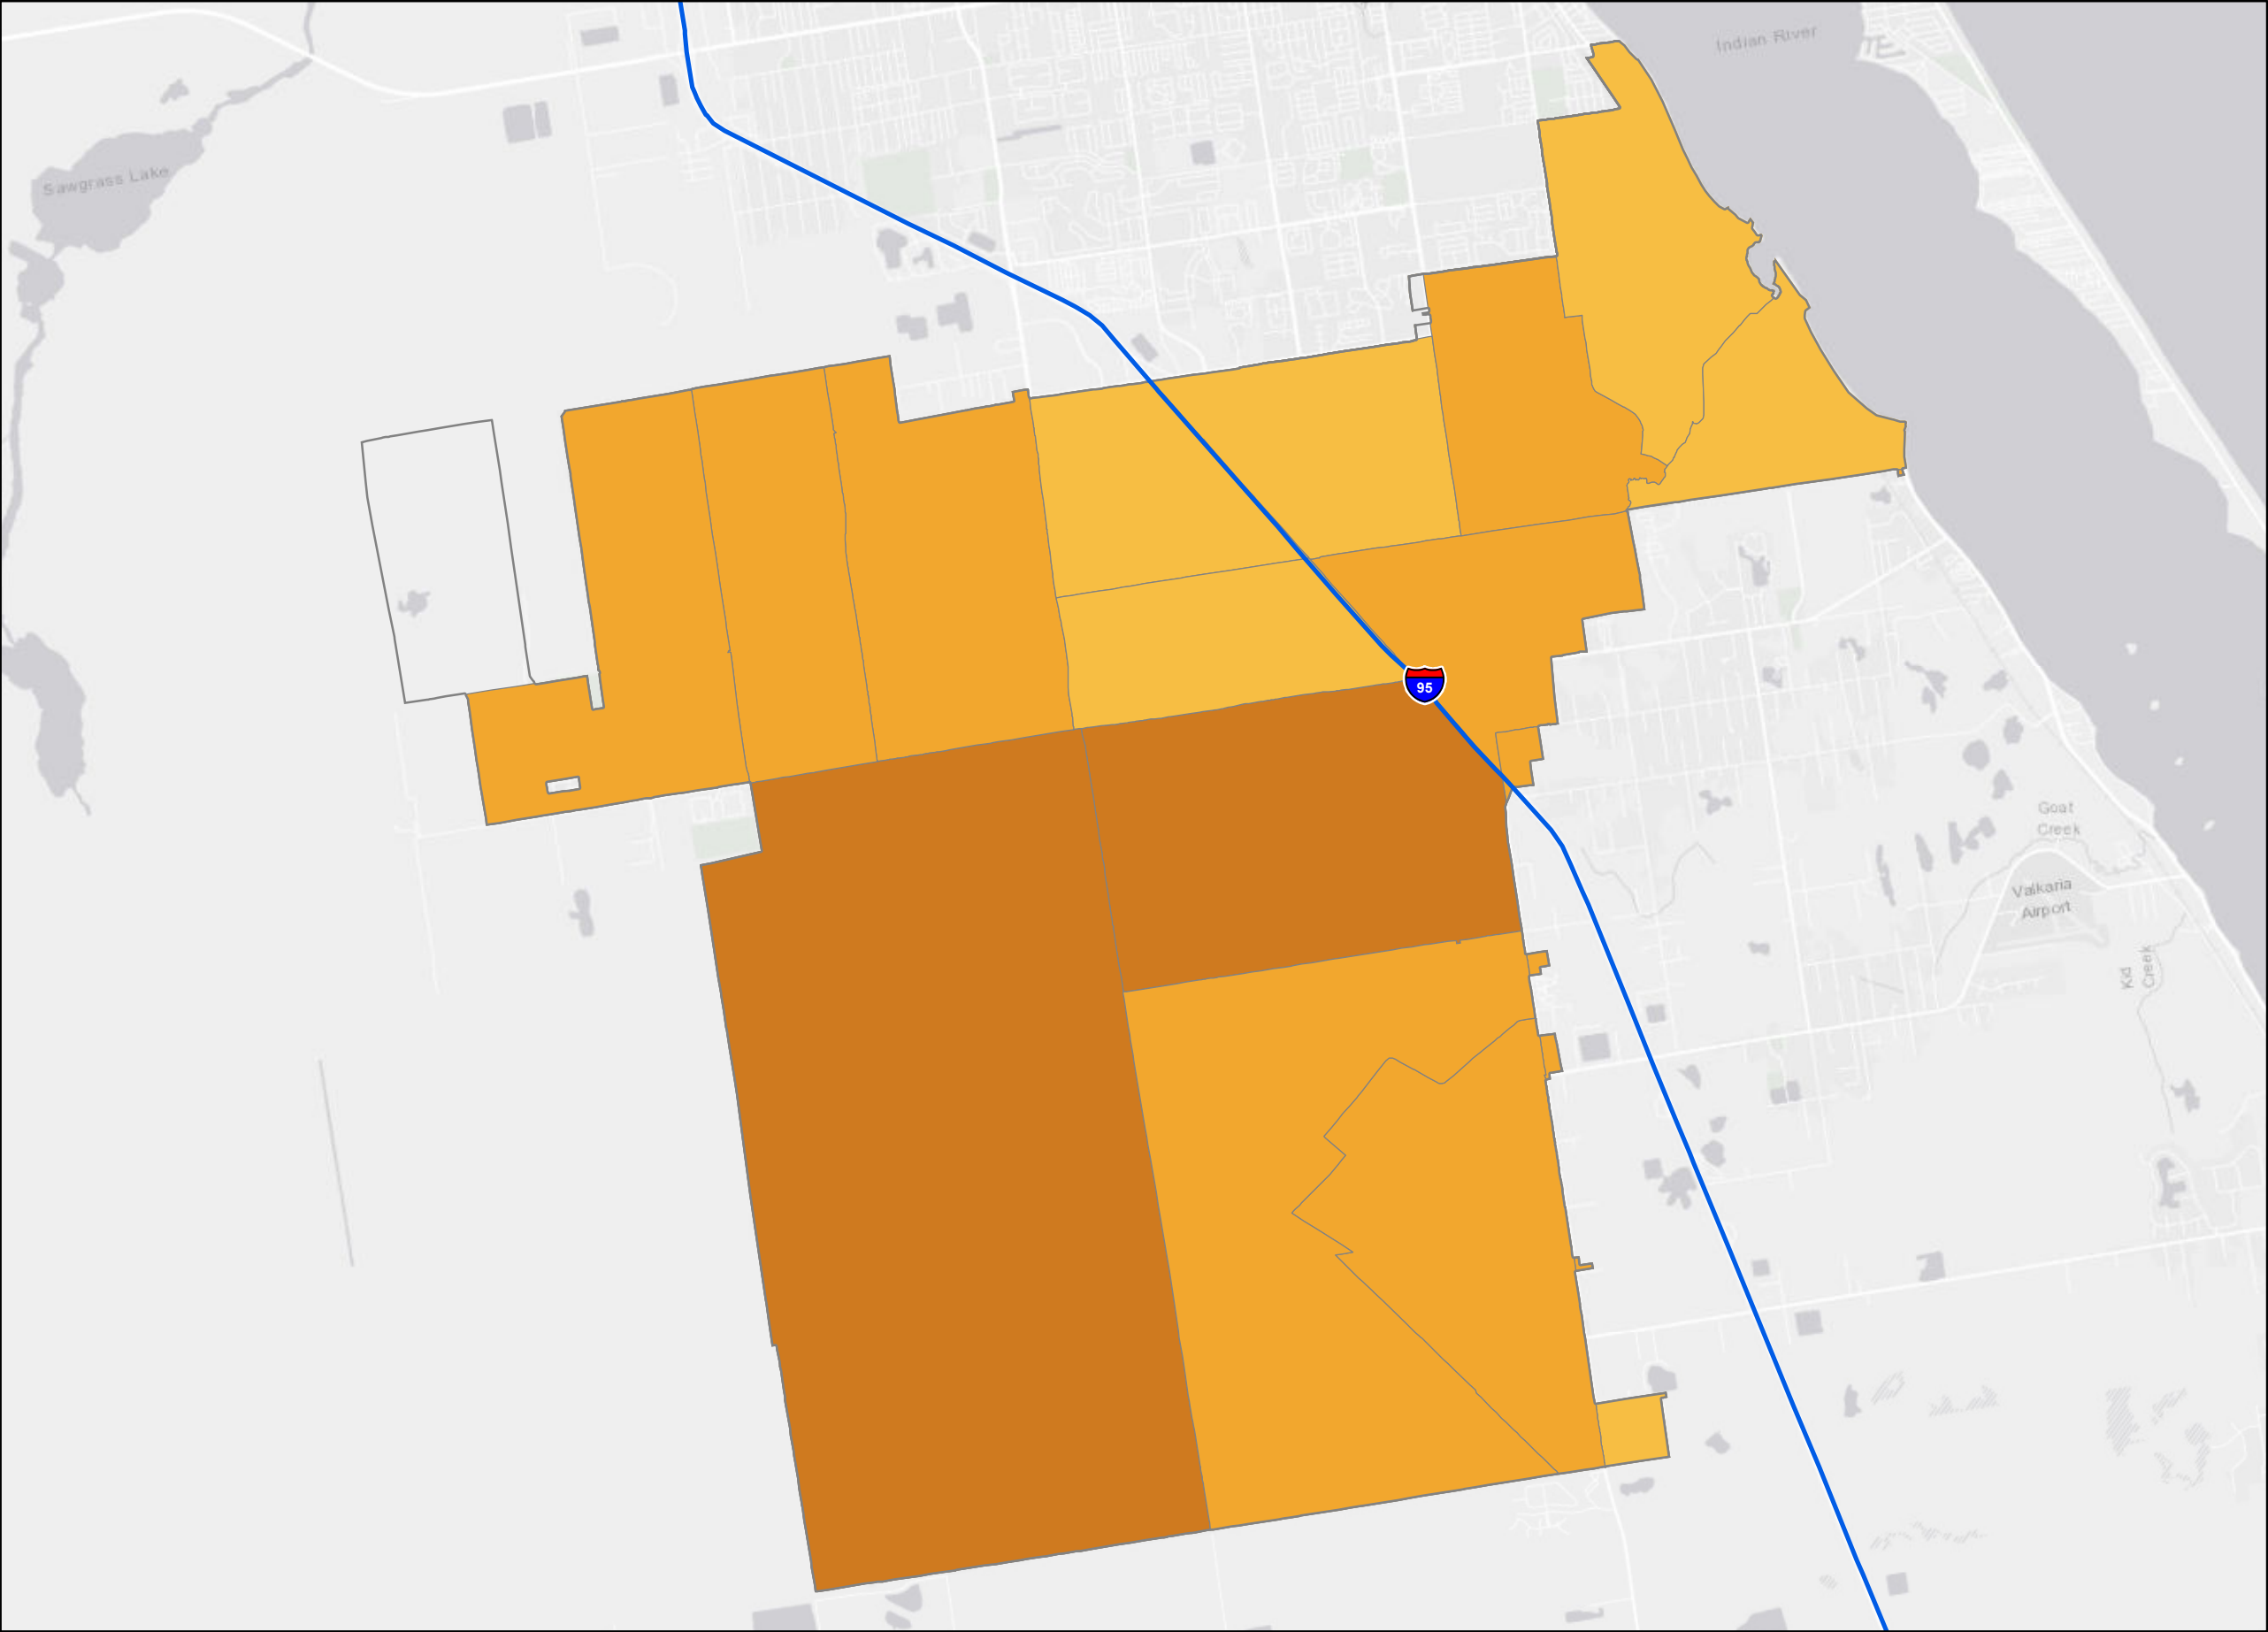 Indian River
Sawgrass Lake
95
Goat
Creek
Valkaria
Airport
Kid
Creek